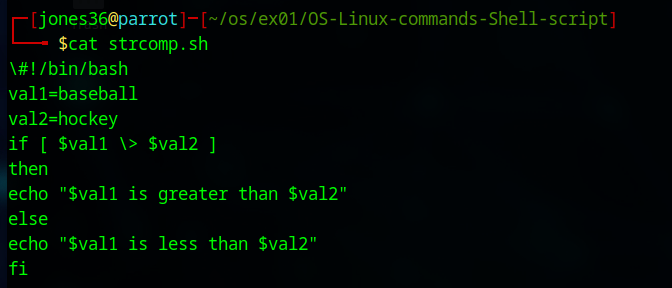 ┌─[jones36@parrot]─[~/os/ex01/OS-Linux-commands-Shell-script]
└──╼ $cat strcomp.sh
\#!/bin/bash
val1=baseball
val2=hockey
if [ $val1 \> $val2 ]
then
echo "$val1 is greater than $val2"
else
echo "$val1 is less than $val2"
fi